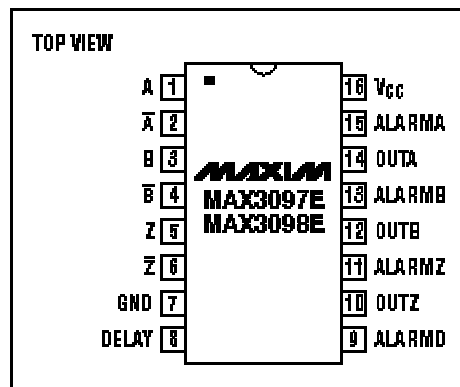 TOP VIEW
A 1
A̅ 2
B 3
B̅ 4
Z 5
Z̅ 6
GND 7
DELAY 8
MAXIM
MAX3097E
MAX3098E
16 VCC
15 ALARMA
14 OUTA
13 ALARMB
12 OUTB
11 ALARMZ
10 OUTZ
9 ALARMD